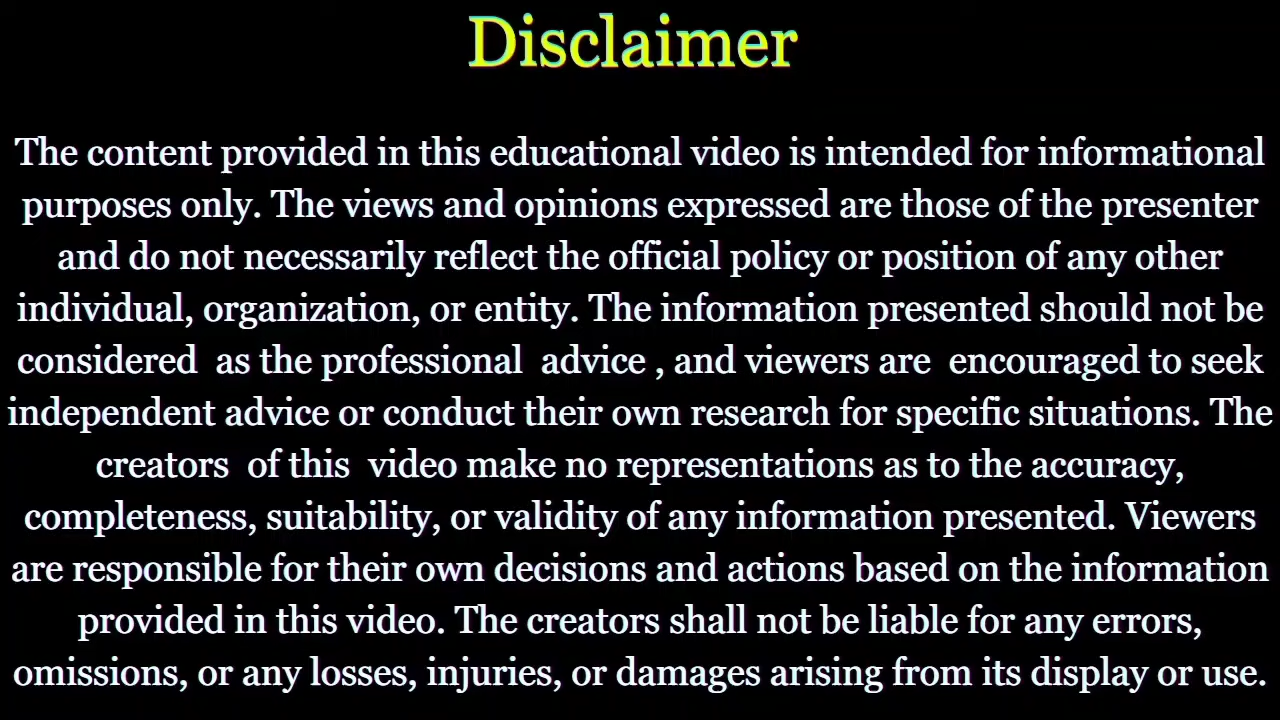 Disclaimer
The content provided in this educational video is intended for informational
purposes only. The views and opinions expressed are those of the presenter
and do not necessarily reflect the official policy or position of any other
individual, organization, or entity. The information presented should not be
considered  as the professional  advice , and viewers are  encouraged to seek
independent advice or conduct their own research for specific situations. The
creators  of this  video make no representations as to the accuracy,
completeness, suitability, or validity of any information presented. Viewers
are responsible for their own decisions and actions based on the information
provided in this video. The creators shall not be liable for any errors,
omissions, or any losses, injuries, or damages arising from its display or use.